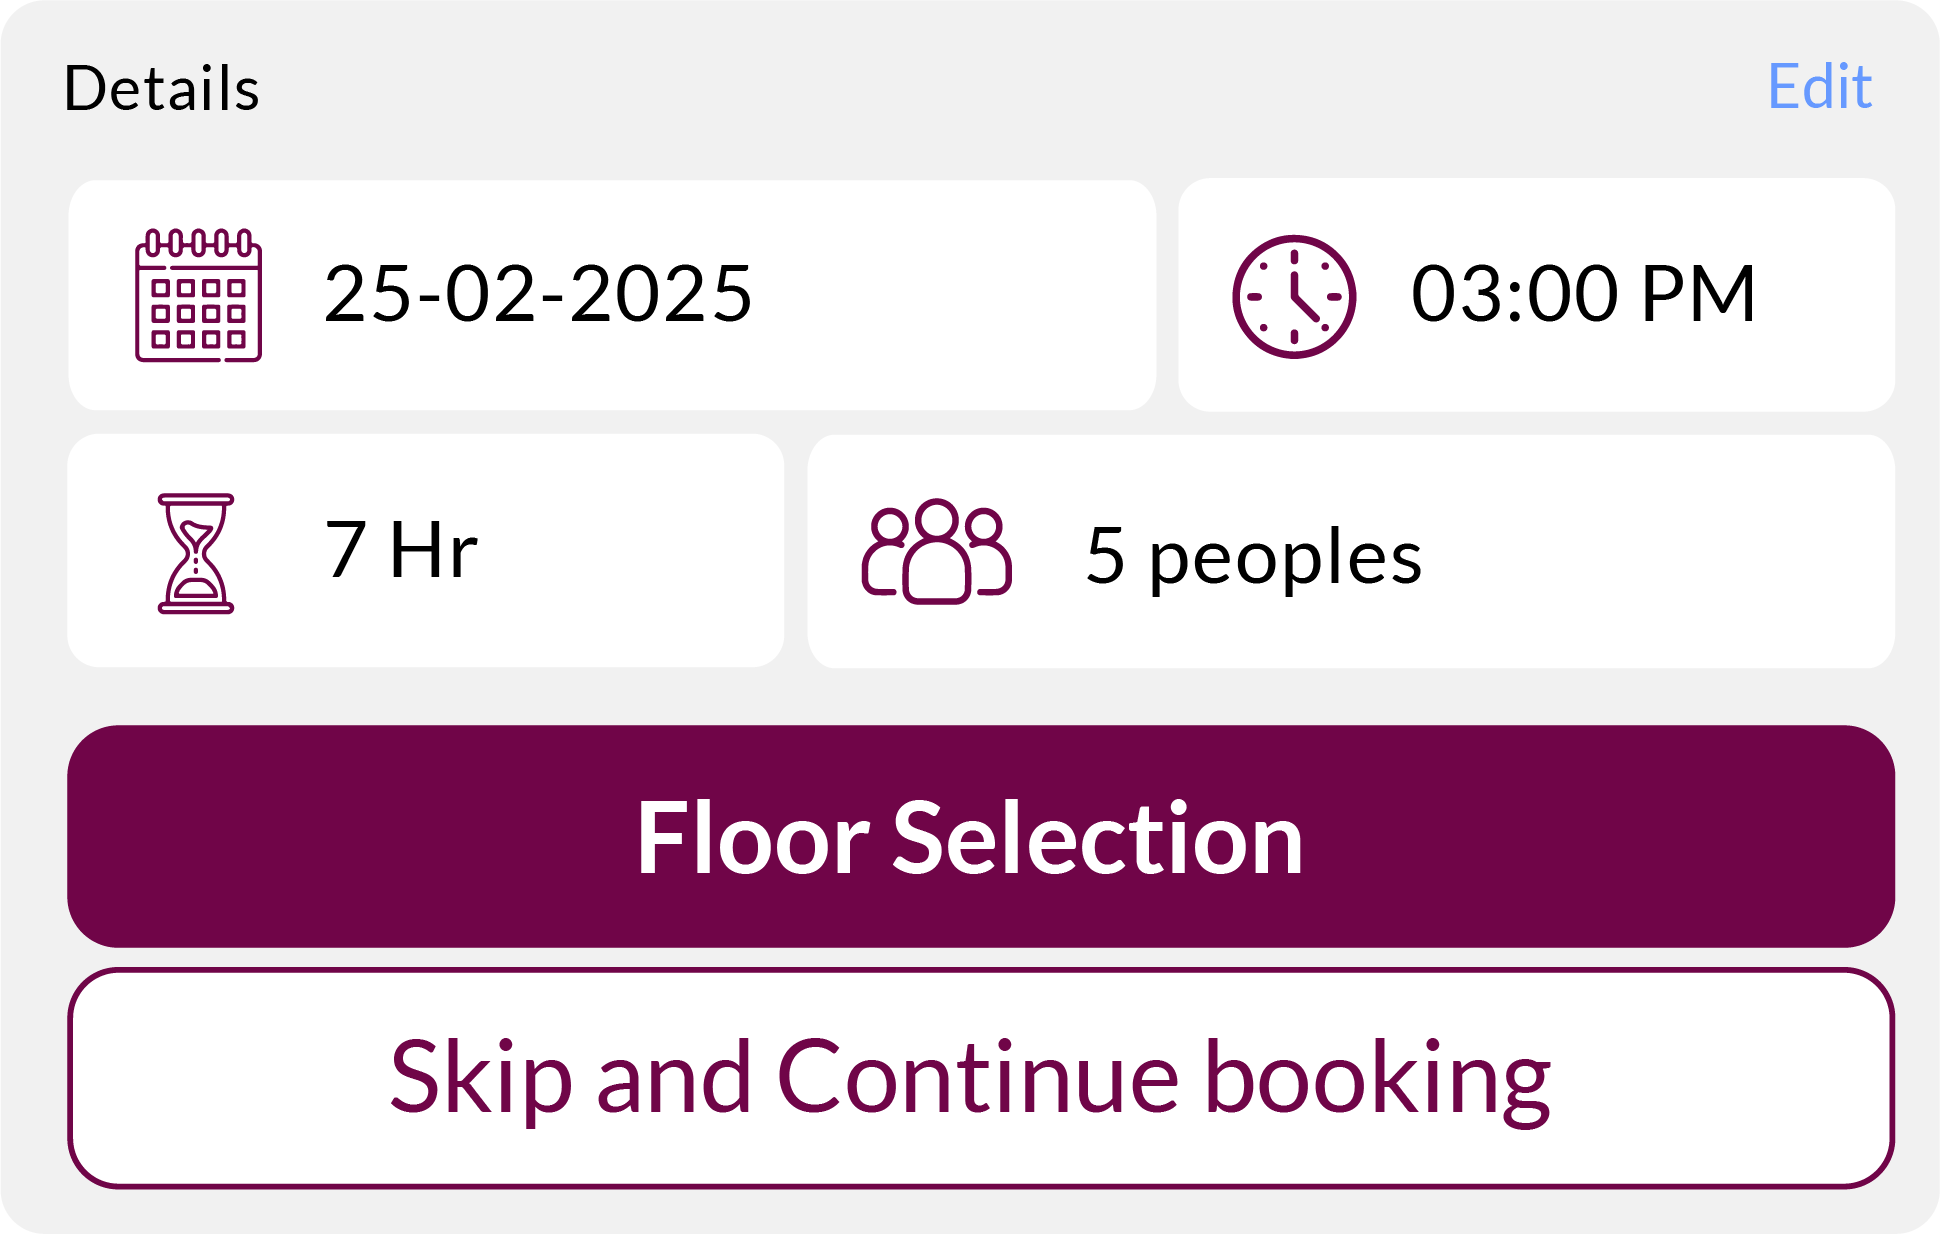 Details
Edit
25-02-2025
03:00 PM
7 Hr
5 peoples
Floor Selection
Skip and Continue booking